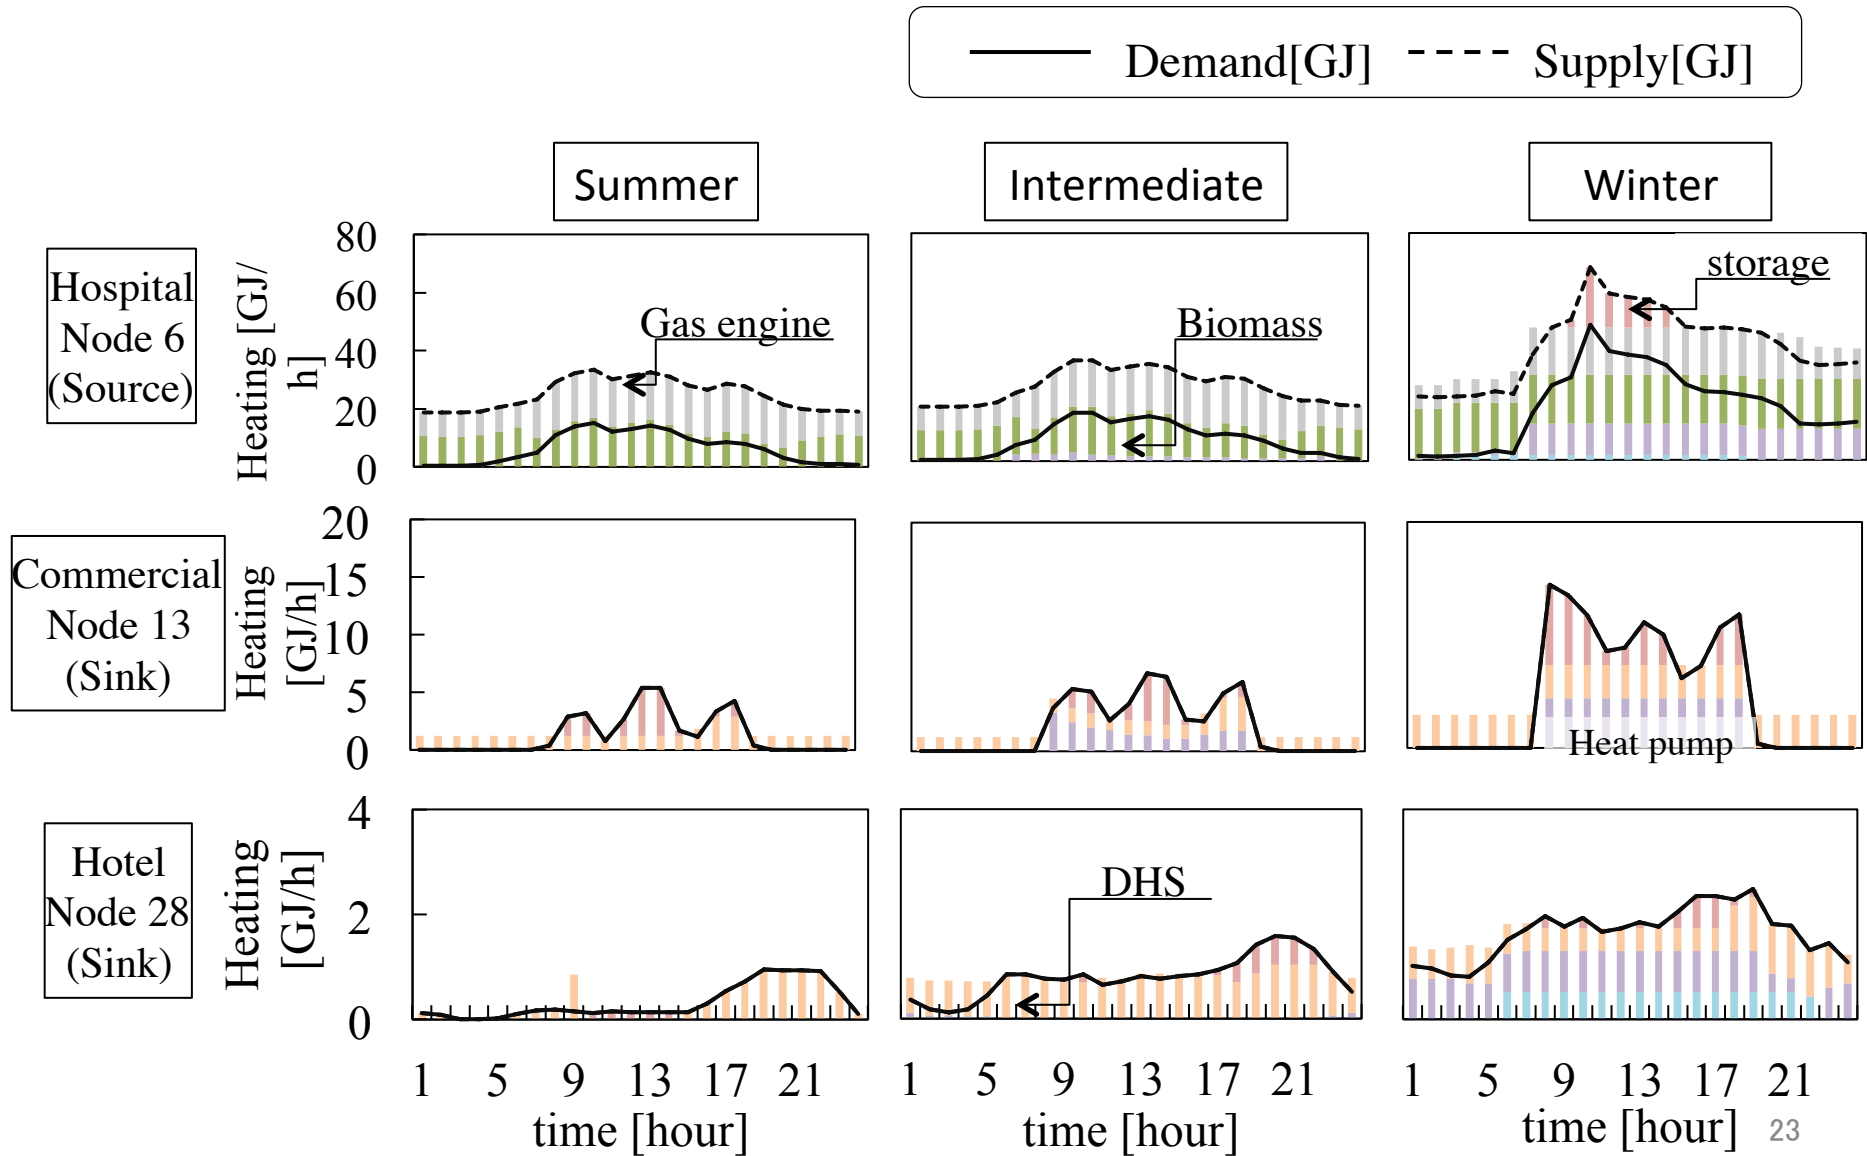 Demand[GJ] Supply[GJ]
Summer Intermediate Winter
Hospital
Node 6
(Source)
Heating [GJ/
h]
80
60
40
20
0
Gas engine
Biomass
storage
Commercial
Node 13
(Sink)
Heating
[GJ/h]
20
15
10
5
0
Heat pump
Hotel
Node 28
(Sink)
Heating
[GJ/h]
4
2
0
DHS
1 5 9 13 17 21
time [hour]
1 5 9 13 17 21
time [hour]
1 5 9 13 17 21
time [hour]
23